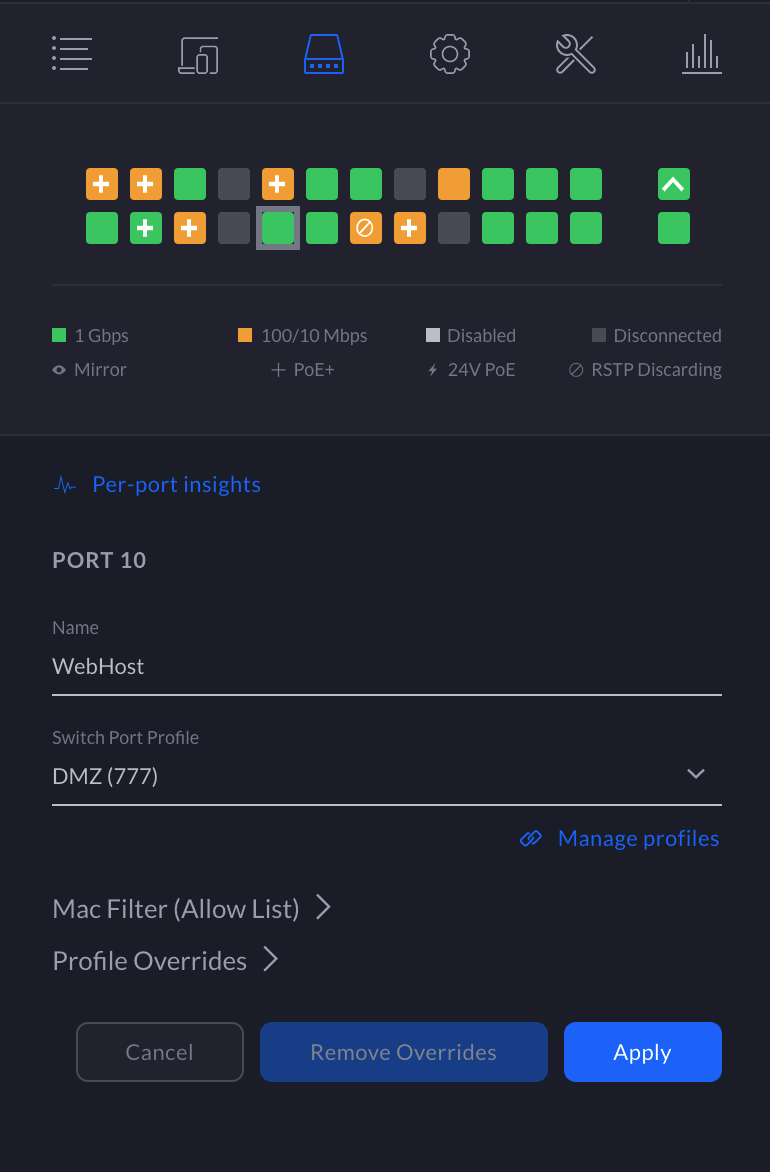 1 Gbps 100/10 Mbps Disabled Disconnected
Mirror PoE+ 24V PoE RSTP Discarding
Per-port insights
PORT 10
Name
WebHost
Switch Port Profile
DMZ (777)
Manage profiles
Mac Filter (Allow List)
Profile Overrides
Cancel Remove Overrides Apply